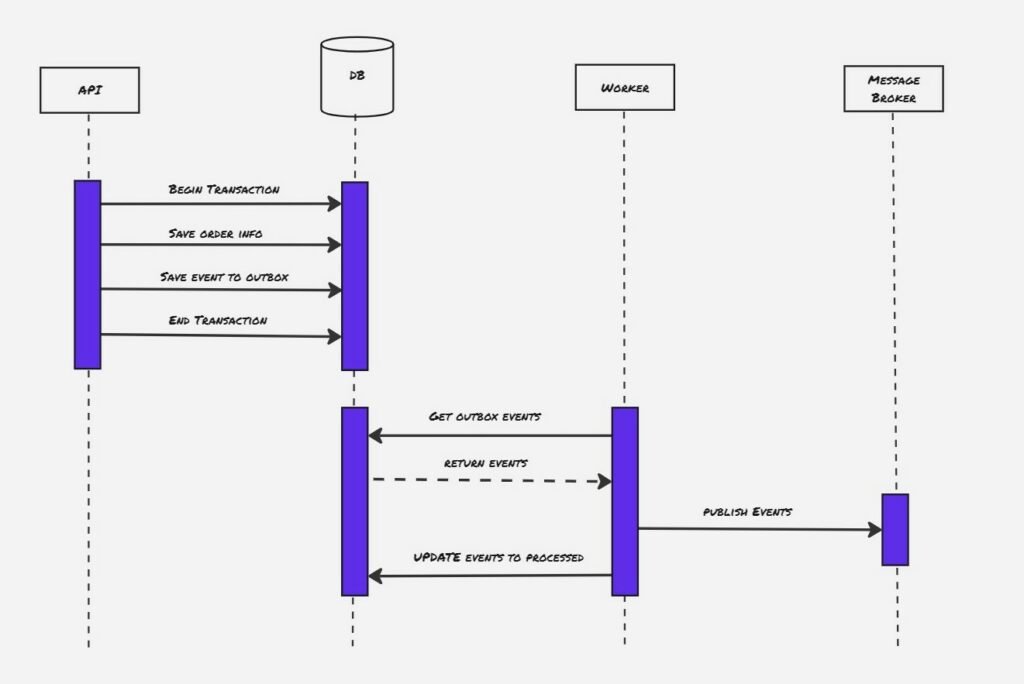 API
DB
Worker
Message
Broker
Begin Transaction
Save order info
Save event to outbox
End Transaction
Get outbox events
return events
publish Events
UPDATE events to processed